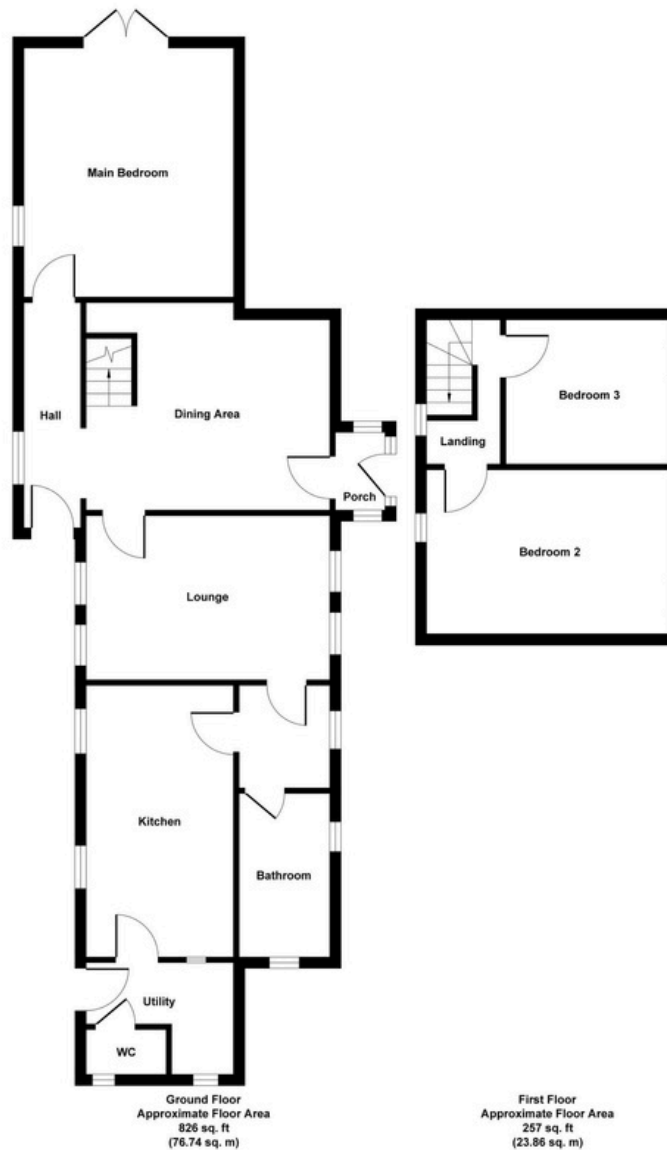 Main Bedroom
Hall
Dining Area
Porch
Lounge
Kitchen
Bathroom
Utility
WC
Ground Floor
Approximate Floor Area
826 sq. ft
(76.74 sq. m)
Bedroom 3
Landing
Bedroom 2
First Floor
Approximate Floor Area
257 sq. ft
(23.86 sq. m)